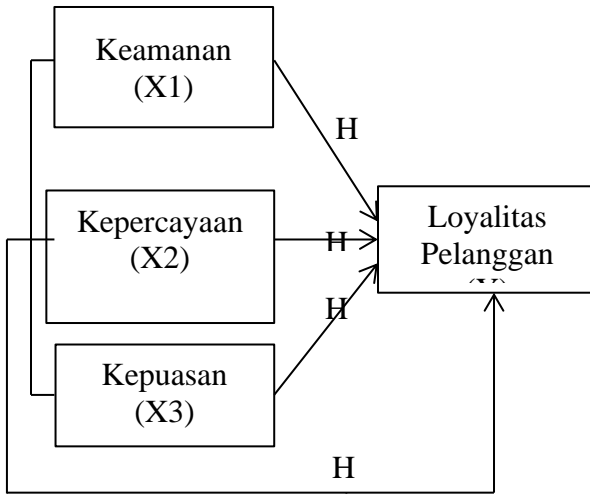 Keamanan
(X1)
H
Kepercayaan
(X2)
H
Loyalitas
Pelanggan
H
Kepuasan
(X3)
H